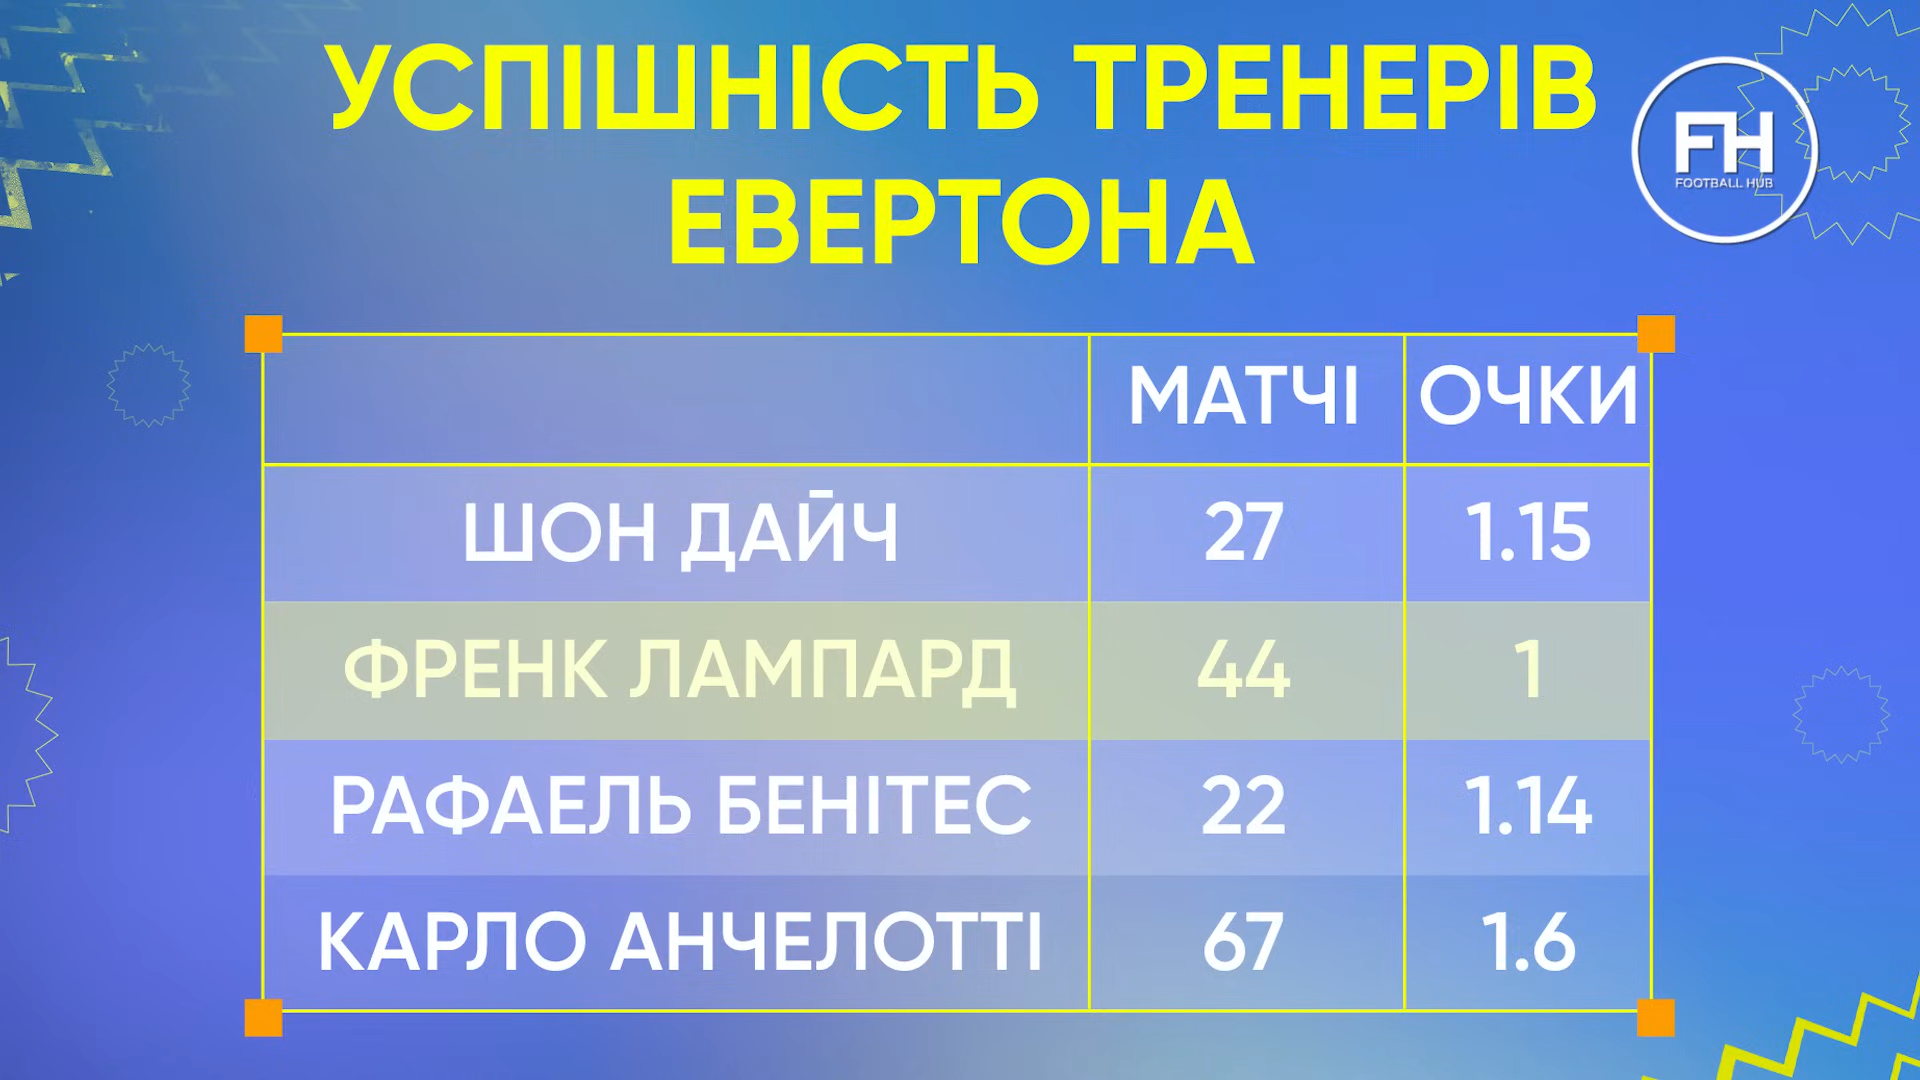 УСПІШНІСТЬ ТРЕНЕРІВ
ЕВЕРТОНА
FH
FOOTBALL HUB
МАТЧІ ОЧКИ
ШОН ДАЙЧ 27 1.15
ФРЕНК ЛАМПАРД 44 1
РАФАЕЛЬ БЕНІТЕС 22 1.14
КАРЛО АНЧЕЛОТТІ 67 1.6